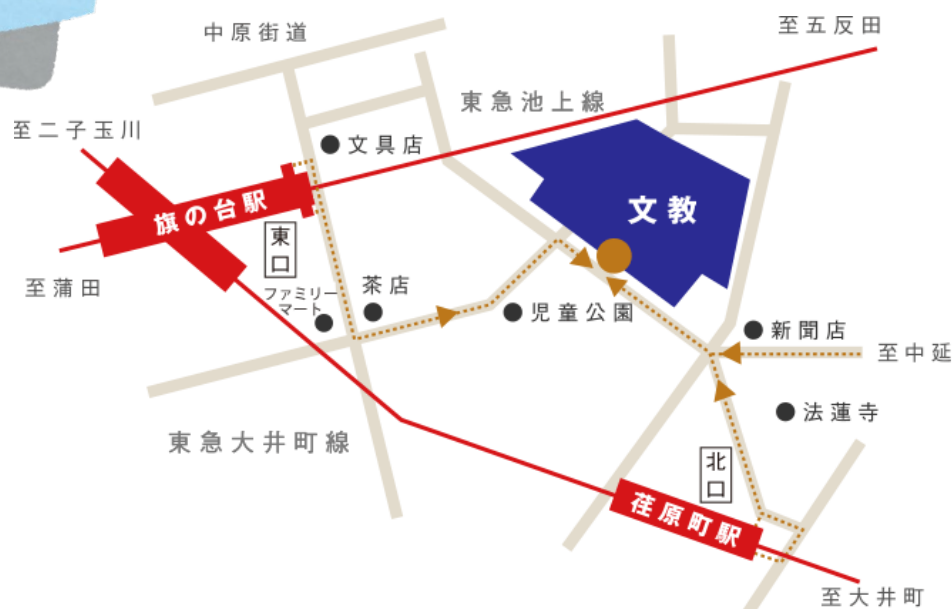 中原街道
至五反田
東急池上線
至二子玉川
文具店
旗の台駅
文教
東
口
至蒲田
ファミリー
マート
茶店
児童公園
新聞店
至中延
法蓮寺
東急大井町線
北
口
荏原町駅
至大井町